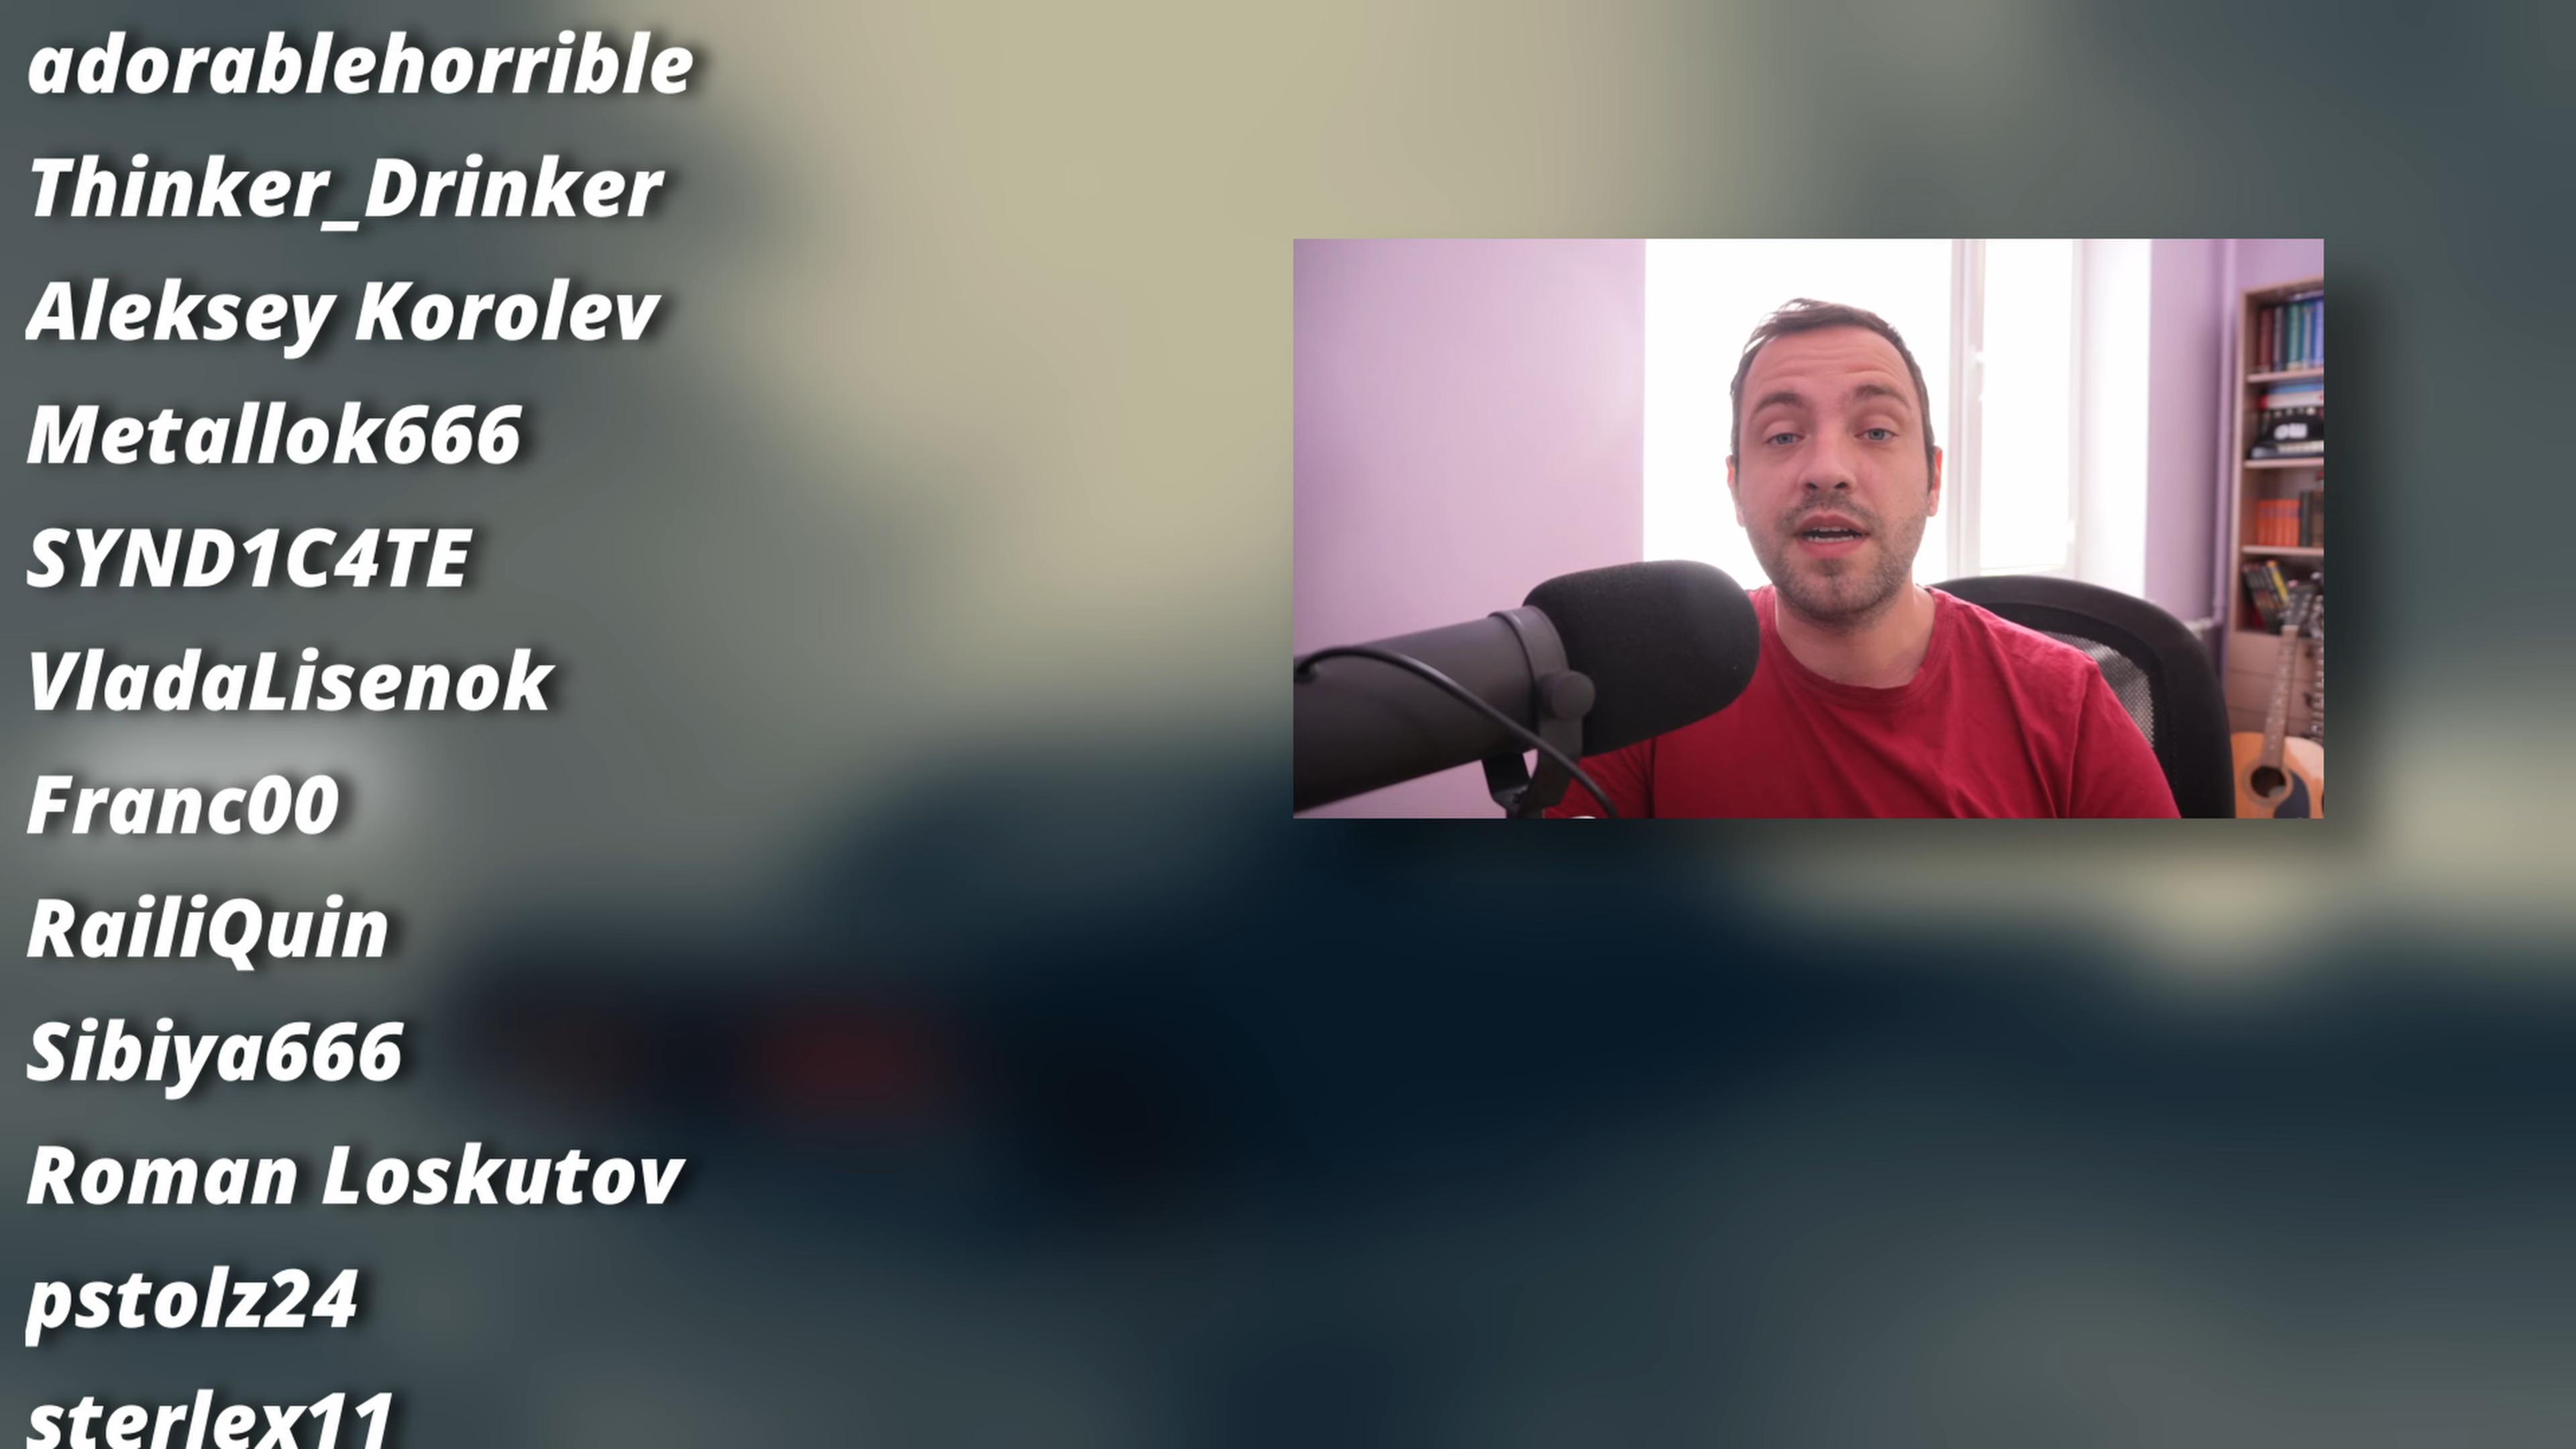 adorablehorrible
Thinker_Drinker
Aleksey Korolev
Metallok666
SYND1C4TE
VladaLisenok
Franc00
RailiQuin
Sibiya666
Roman Loskutov
pstolz24
sterlex11